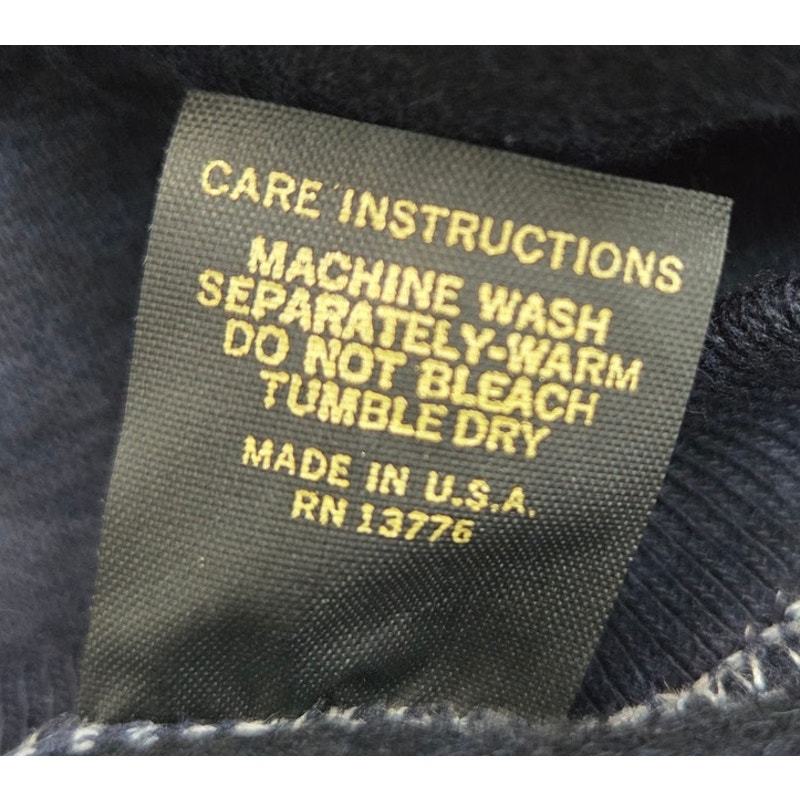 CARE INSTRUCTIONS
MACHINE WASH
SEPARATELY-WARM
DO NOT BLEACH
TUMBLE DRY
MADE IN U.S.A.
RN 13776